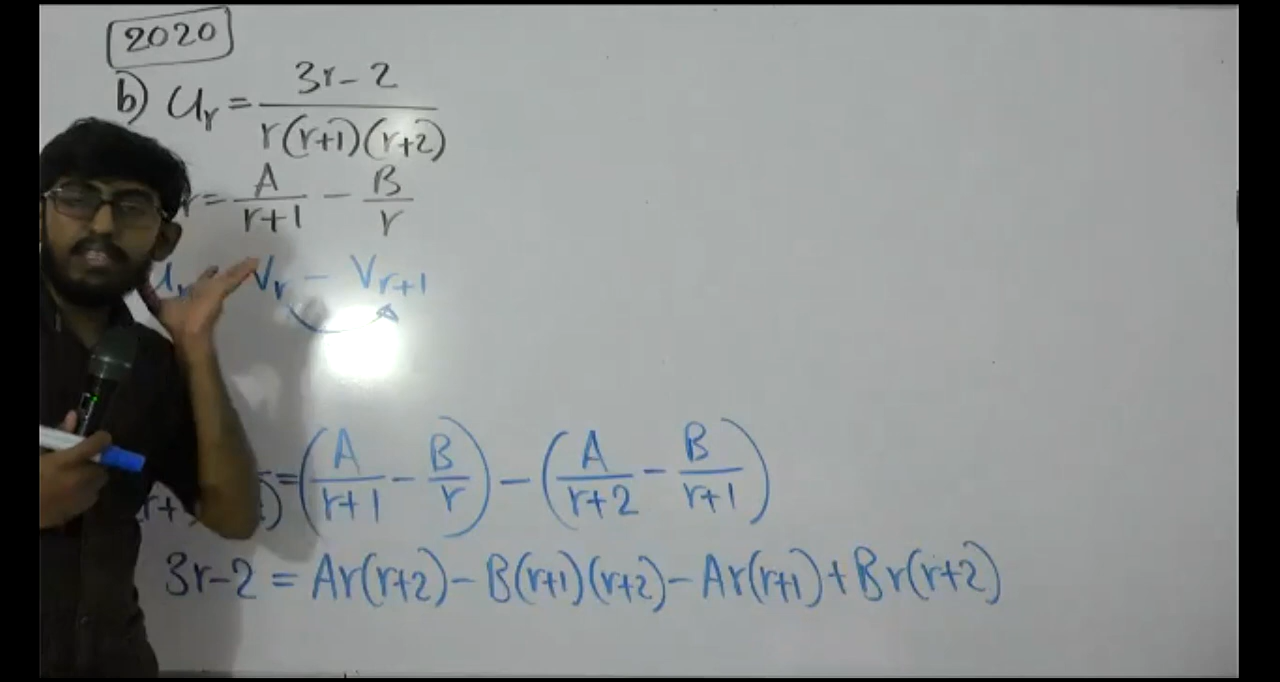 2020
b) Uᵣ = (3r-2)/(r(r+1)(r+2))
r = A/(r+1) - B/r
Uᵣ = Vᵣ - Vᵣ₊₁
= (A/(r+1) - B/r) - (A/(r+2) - B/(r+1))
3r-2 = Ar(r+2) - B(r+1)(r+2) - Ar(r+1) + Br(r+2)